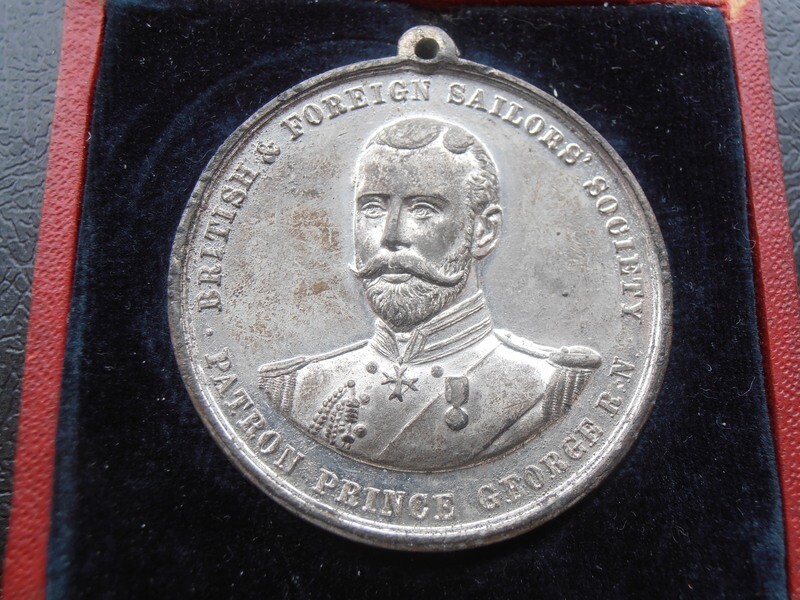 · BRITISH & FOREIGN SAILORS' SOCIETY ·
PATRON PRINCE GEORGE R.N.